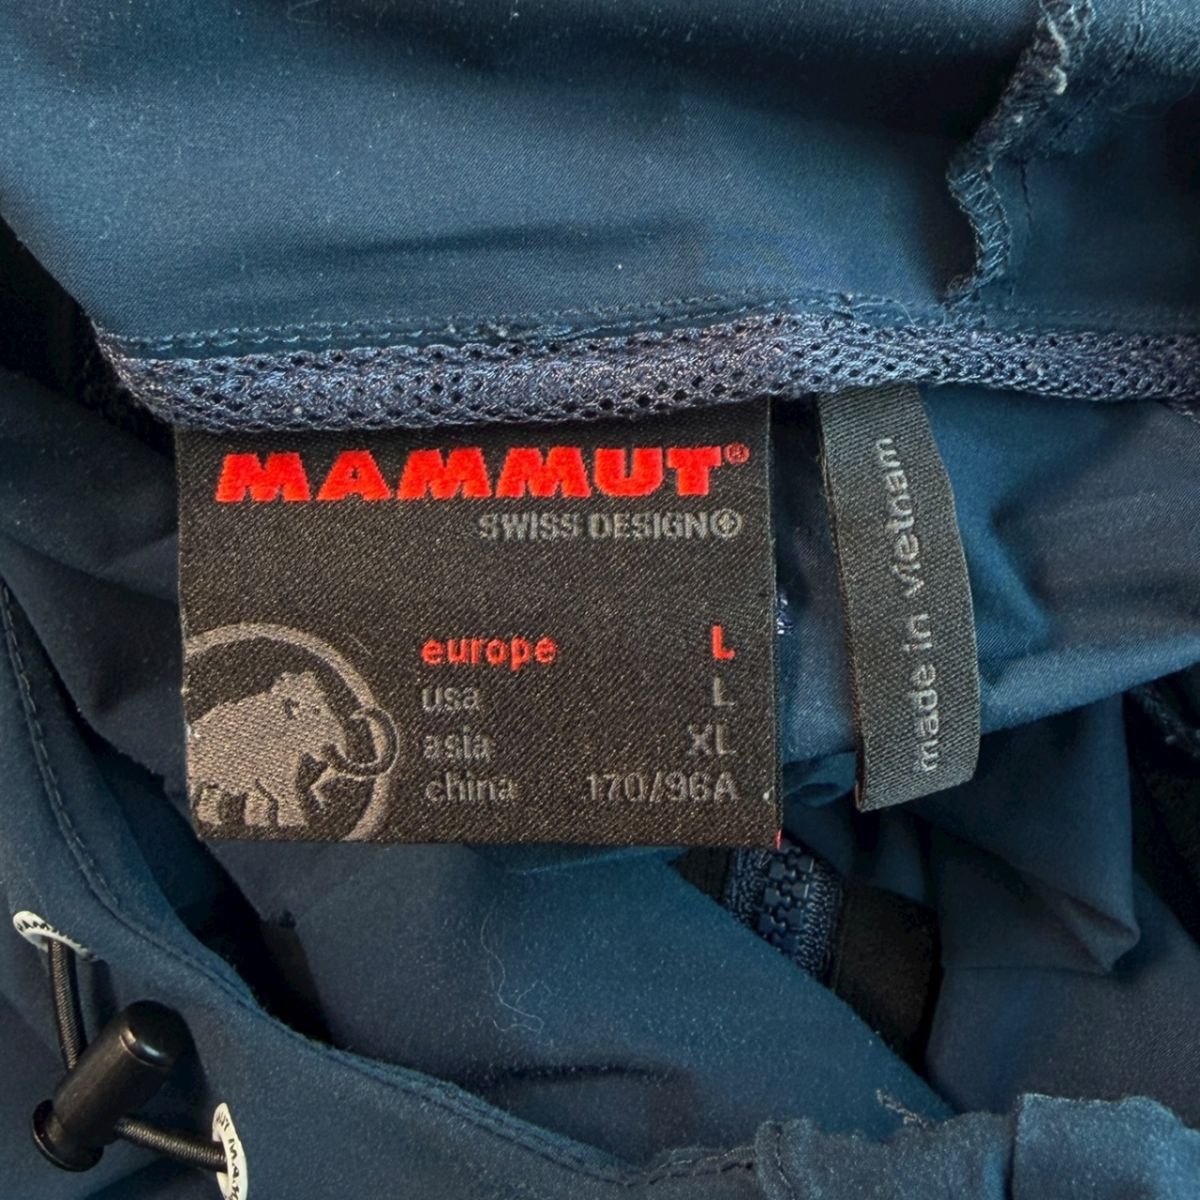 MAMMUT®
SWISS DESIGN
europe L
usa L
asia XL
china 170/96A
made in vietnam